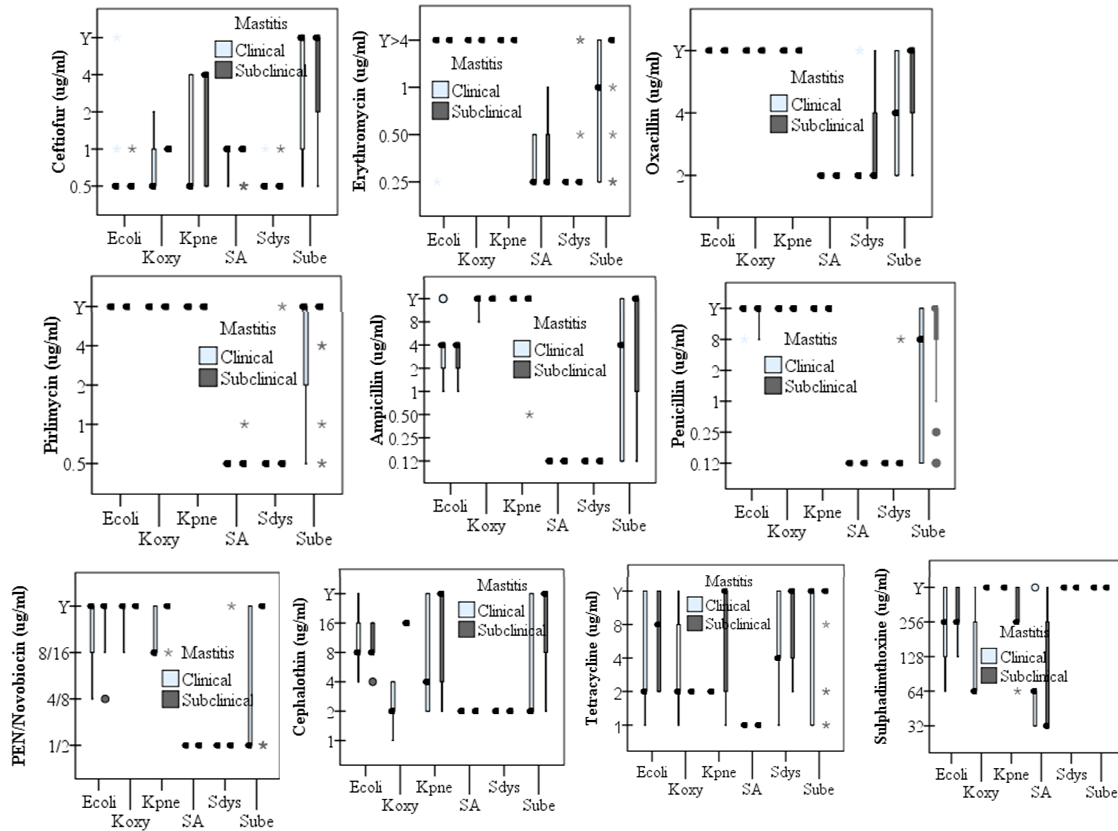 Ceftiofur (ug/ml)
Y
4
2
1
0.5
Mastitis
Clinical
Subclinical
Ecoli
Kpne
Sdys
Koxy
SA
Sube
Erythromycin (ug/ml)
Y>4
1
0.50
0.25
Mastitis
Clinical
Subclinical
Ecoli
Kpne
Sdys
Koxy
SA
Sube
Oxacillin (ug/ml)
Y
4
2
Mastitis
Clinical
Subclinical
Ecoli
Kpne
Sdys
Koxy
SA
Sube
Pirlimycin (ug/ml)
Y
4
2
1
0.5
Mastitis
Clinical
Subclinical
Ecoli
Kpne
Sdys
Koxy
SA
Sube
Ampicillin (ug/ml)
Y
8
4
2
1
0.50
0.25
0.12
Mastitis
Clinical
Subclinical
Ecoli
Kpne
Sdys
Koxy
SA
Sube
Penicillin (ug/ml)
Y
8
2
1
0.25
0.12
Mastitis
Clinical
Subclinical
Ecoli
Kpne
Sdys
Koxy
SA
Sube
PEN/Novobiocin (ug/ml)
Y
8/16
4/8
1/2
Mastitis
Clinical
Subclinical
Ecoli
Kpne
Sdys
Koxy
SA
Sube
Cephalothin (ug/ml)
Y
16
8
4
2
1
Mastitis
Clinical
Subclinical
Ecoli
Kpne
Sdys
Koxy
SA
Sube
Tetracycline (ug/ml)
Y
8
4
2
1
Mastitis
Clinical
Subclinical
Ecoli
Kpne
Sdys
Koxy
SA
Sube
Sulphadimthoxine (ug/ml)
Y
256
128
64
32
Mastitis
Clinical
Subclinical
Ecoli
Kpne
Sdys
Koxy
SA
Sube